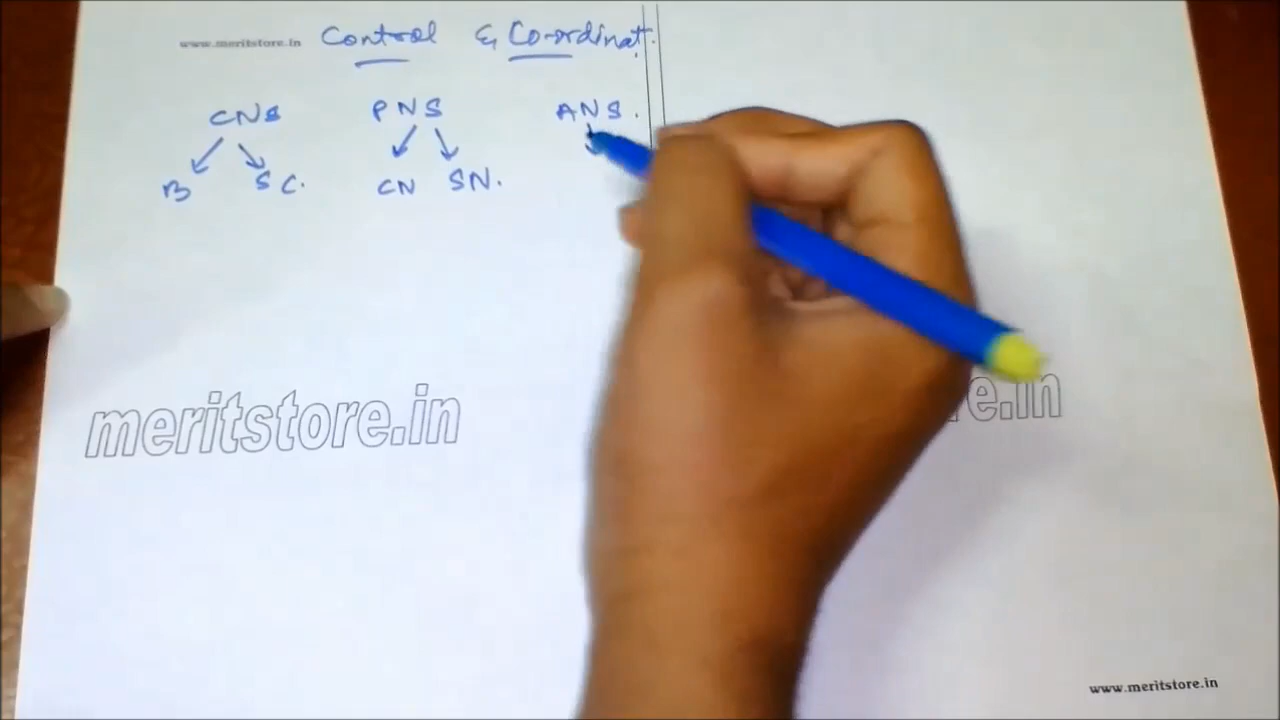 www.meritstore.in Control & Co-ordinat.
CNS PNS ANS.
B SC. CN SN.
meritstore.in e.in
www.meritstore.in